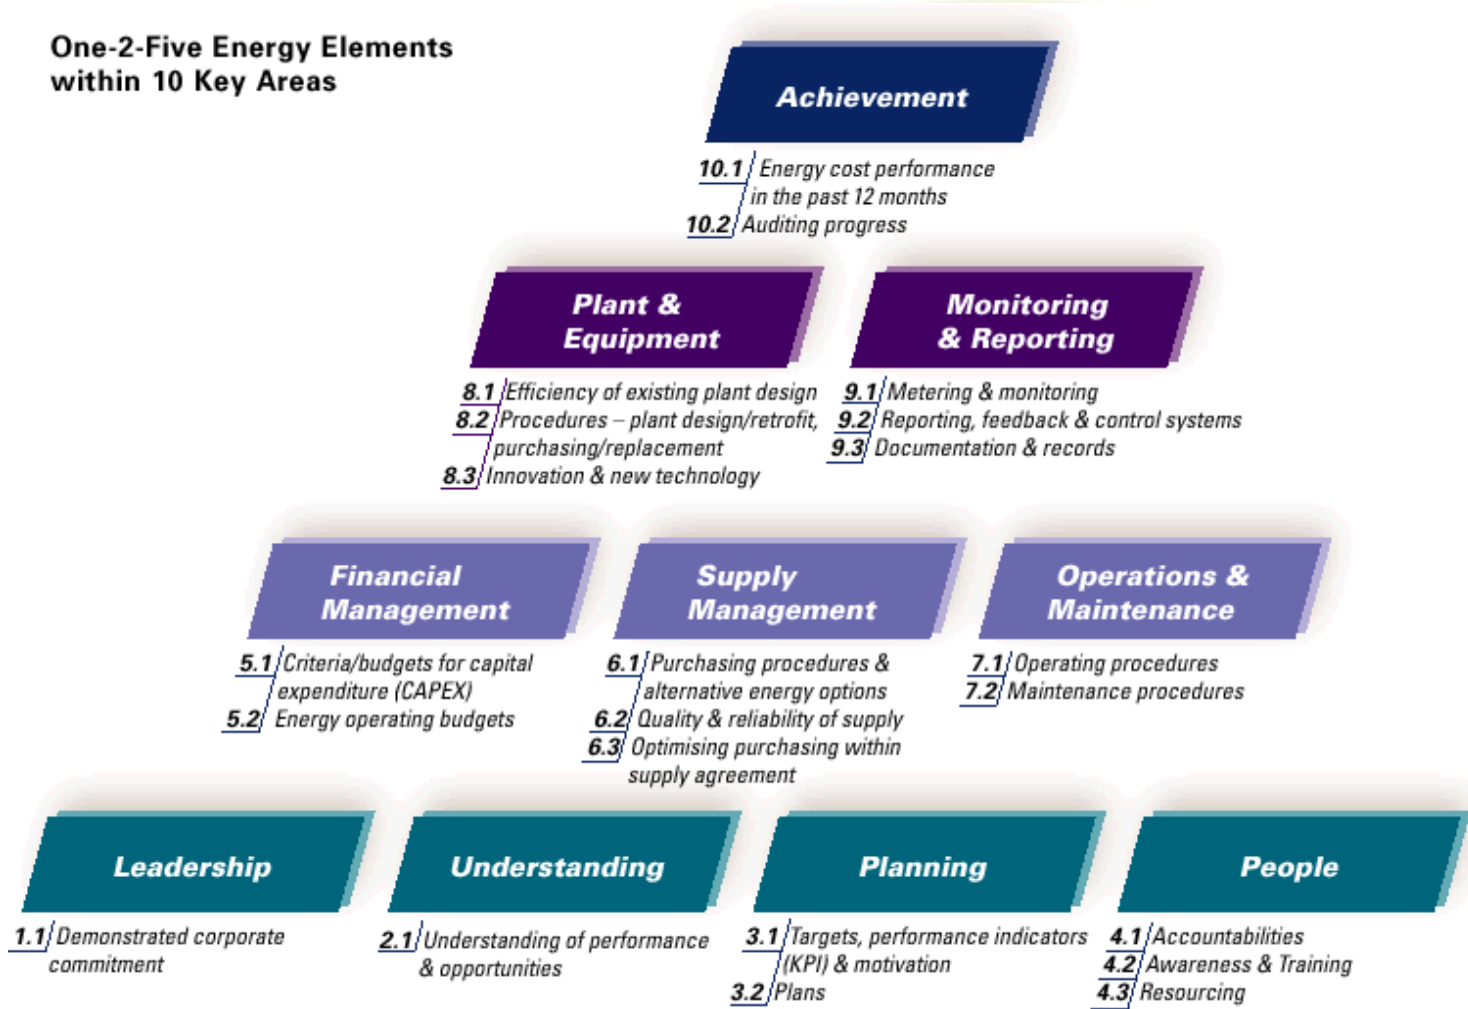 One-2-Five Energy Elements
within 10 Key Areas
Achievement
10.1 Energy cost performance
in the past 12 months
10.2 Auditing progress
Plant &
Equipment
8.1 Efficiency of existing plant design
8.2 Procedures – plant design/retrofit,
purchasing/replacement
8.3 Innovation & new technology
Monitoring
& Reporting
9.1 Metering & monitoring
9.2 Reporting, feedback & control systems
9.3 Documentation & records
Financial
Management
5.1 Criteria/budgets for capital
expenditure (CAPEX)
5.2 Energy operating budgets
Supply
Management
6.1 Purchasing procedures &
alternative energy options
6.2 Quality & reliability of supply
6.3 Optimising purchasing within
supply agreement
Operations &
Maintenance
7.1 Operating procedures
7.2 Maintenance procedures
Leadership
1.1 Demonstrated corporate
commitment
Understanding
2.1 Understanding of performance
& opportunities
Planning
3.1 Targets, performance indicators
(KPI) & motivation
3.2 Plans
People
4.1 Accountabilities
4.2 Awareness & Training
4.3 Resourcing